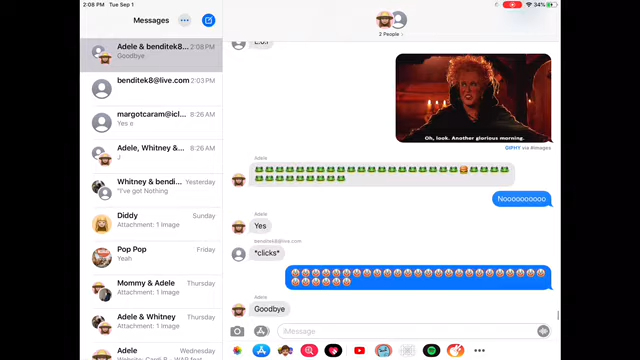 2:08 PM Tue Sep 1
34%
Messages
2 People
Adele & benditek8... 2:08 PM
Goodbye
benditek8@live.com 2:03 PM
margotcaram@icl... 8:26 AM
Yes e
Adele, Whitney &... 8:26 AM
J
Whitney & bendi... Yesterday
"I've got Nothing
Diddy Sunday
Attachment: 1 Image
Pop Pop Friday
Yeah
Mommy & Adele Thursday
Attachment: 1 Image
Adele & Whitney Thursday
Attachment: 1 Image
Adele Wednesday
Oh, look. Another glorious morning.
GIPHY via #images
Adele
Nooooooooooo
Adele
Yes
benditek8@live.com
*clicks*
Adele
Goodbye
iMessage